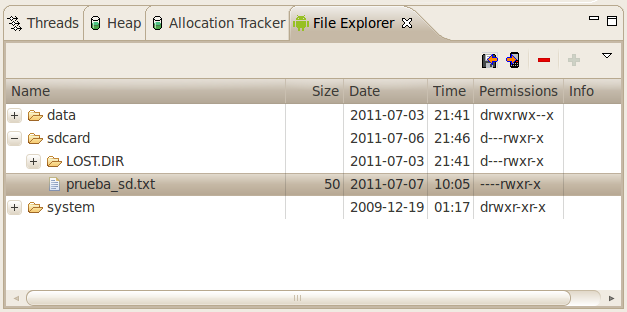 Threads Heap Allocation Tracker File Explorer
Name Size Date Time Permissions Info
data 2011-07-03 21:41 drwxrwx--x
sdcard 2011-07-06 21:46 d---rwxr-x
LOST.DIR 2011-07-03 21:41 d---rwxr-x
prueba_sd.txt 50 2011-07-07 10:05 ----rwxr-x
system 2009-12-19 01:17 drwxr-xr-x